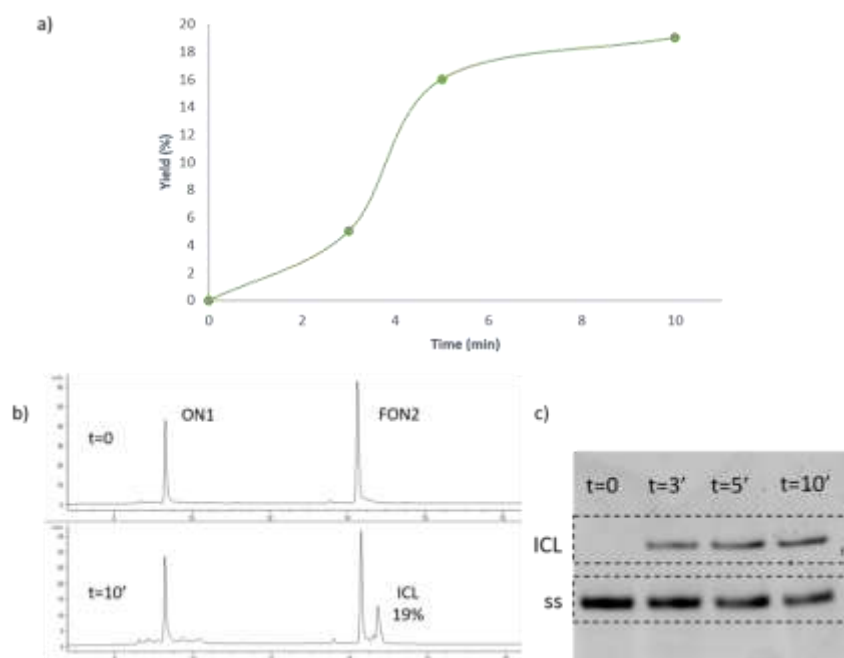 a)
20
18
16
14
12
10
8
6
4
2
0
Yield (%)
0 2 4 6 8 10
Time (min)
b)
ON1
FON2
t=0
t=10'
ICL
19%
c)
t=0 t=3' t=5' t=10'
ICL
ss